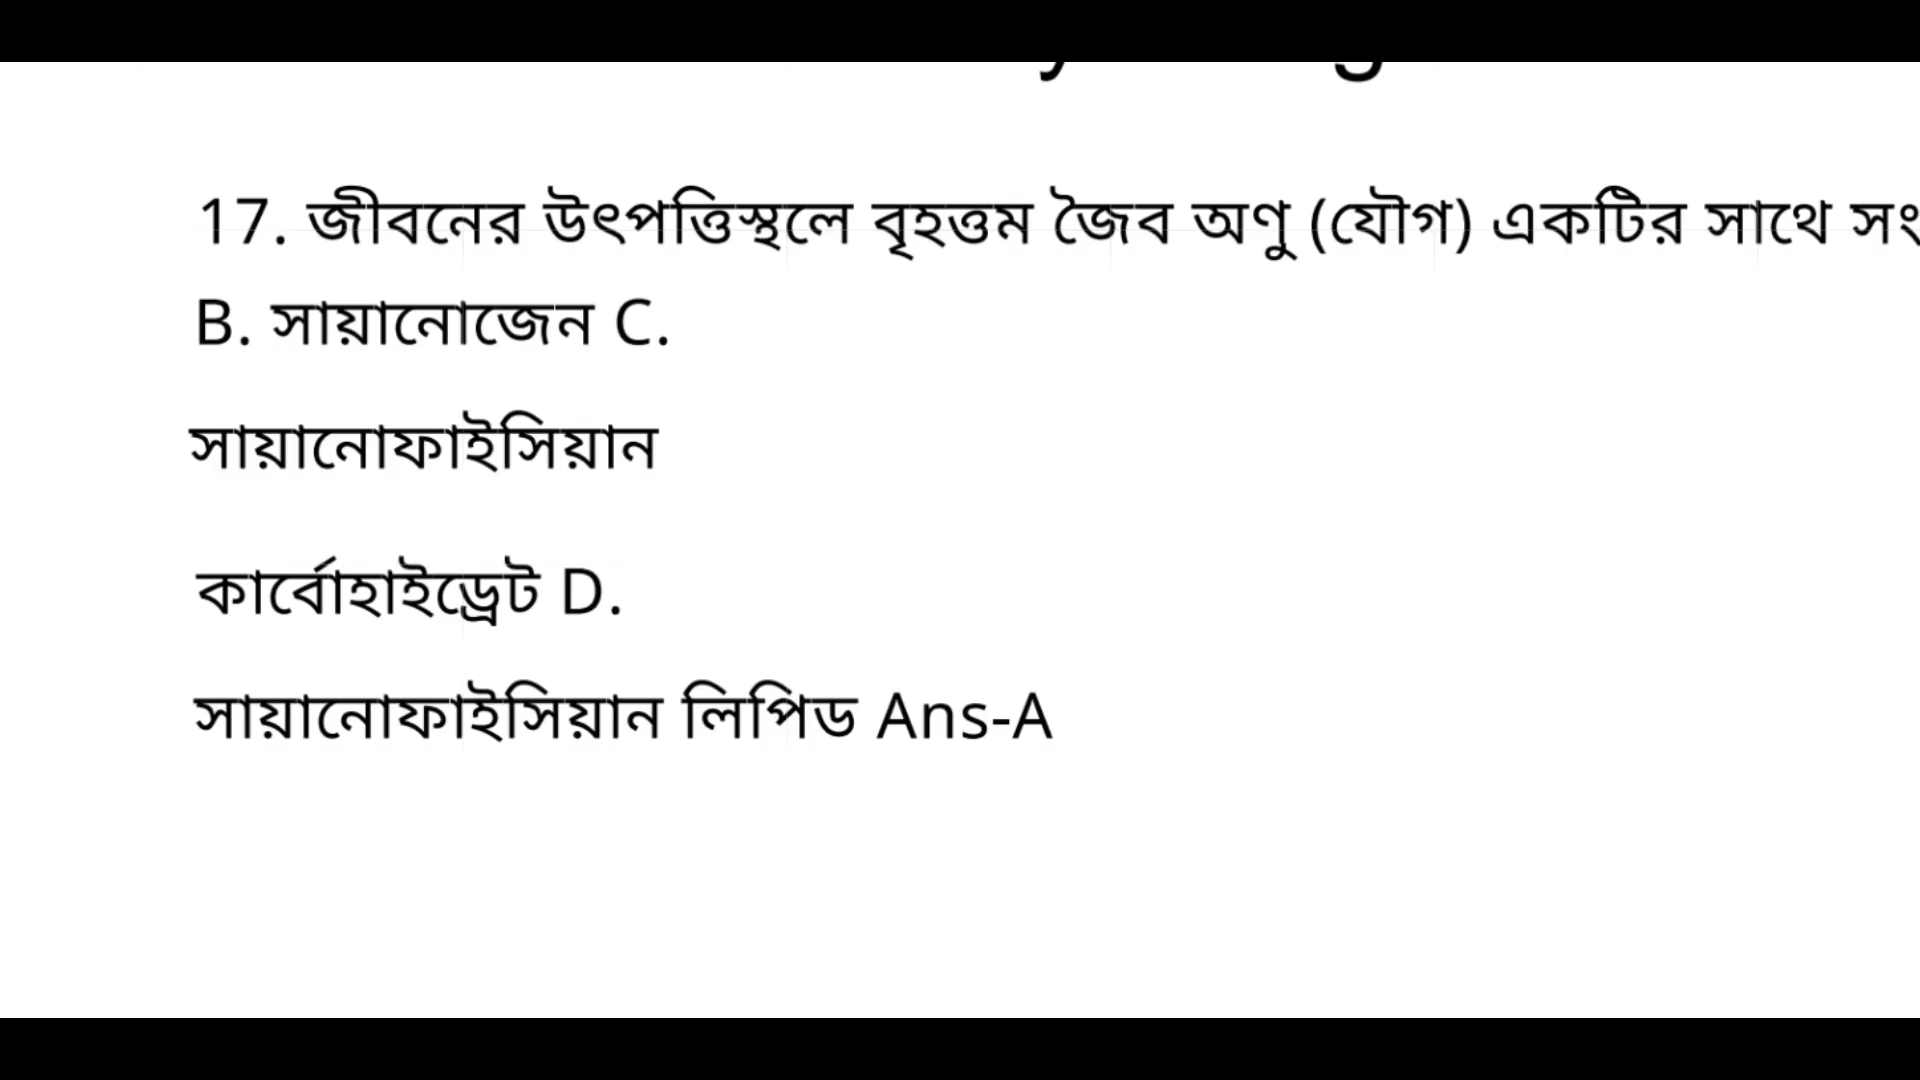 17. জীবনের উৎপত্তিস্থলে বৃহত্তম জৈব অণু (যৌগ) একটির সাথে
B. সায়ানোজেন C.
সায়ানোফাইসিয়ান
কার্বোহাইড্রেট D.
সায়ানোফাইসিয়ান লিপিড Ans-A